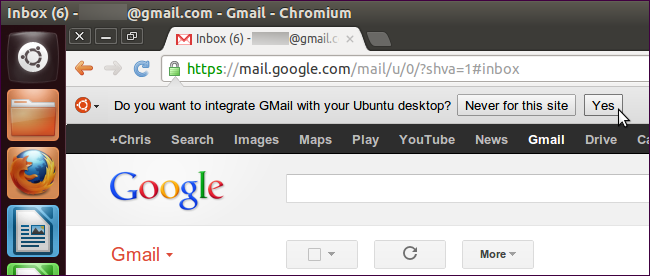 Inbox (6) - @gmail.com - Gmail - Chromium
Inbox (6) - @gmail.c
https://mail.google.com/mail/u/0/?shva=1#inbox
Do you want to integrate GMail with your Ubuntu desktop? Never for this site Yes
+Chris Search Images Maps Play YouTube News Gmail Drive Ca
Google
Gmail More